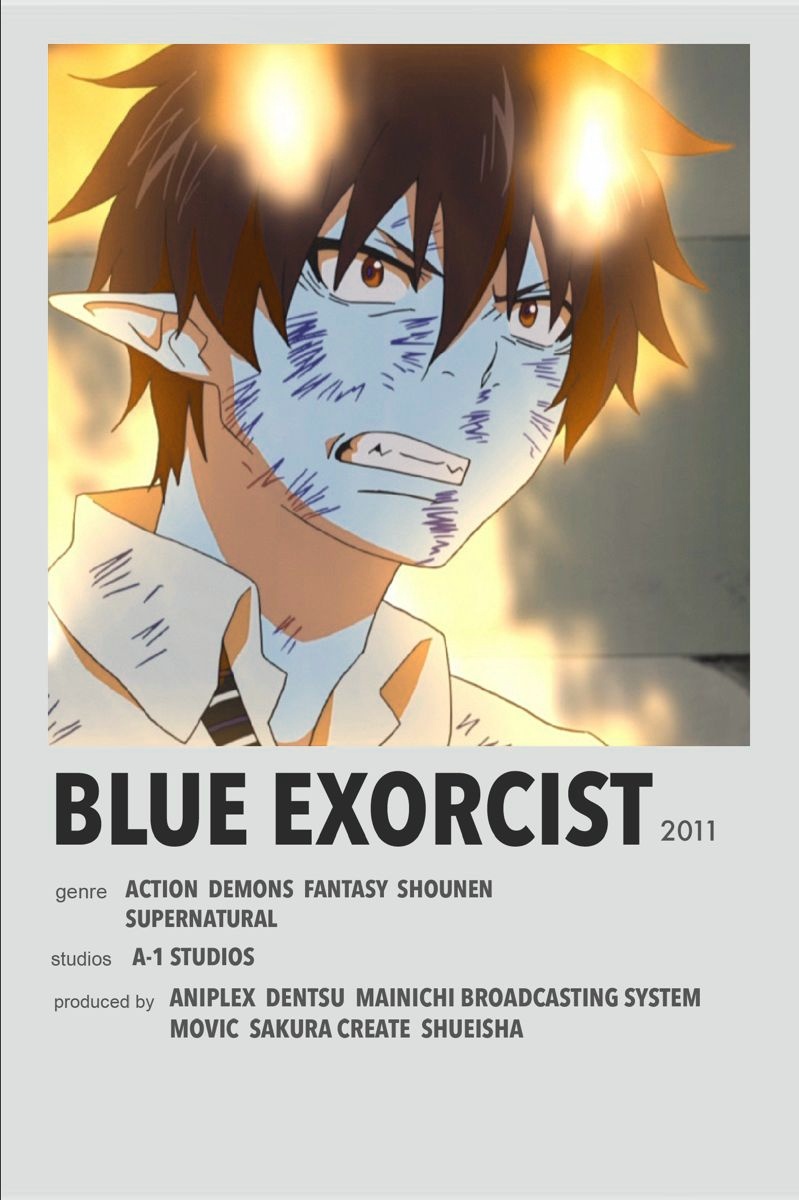 BLUE EXORCIST 2011
genre ACTION DEMONS FANTASY SHOUNEN
SUPERNATURAL
studios A-1 STUDIOS
produced by ANIPLEX DENTSU MAINICHI BROADCASTING SYSTEM
MOVIC SAKURA CREATE SHUEISHA